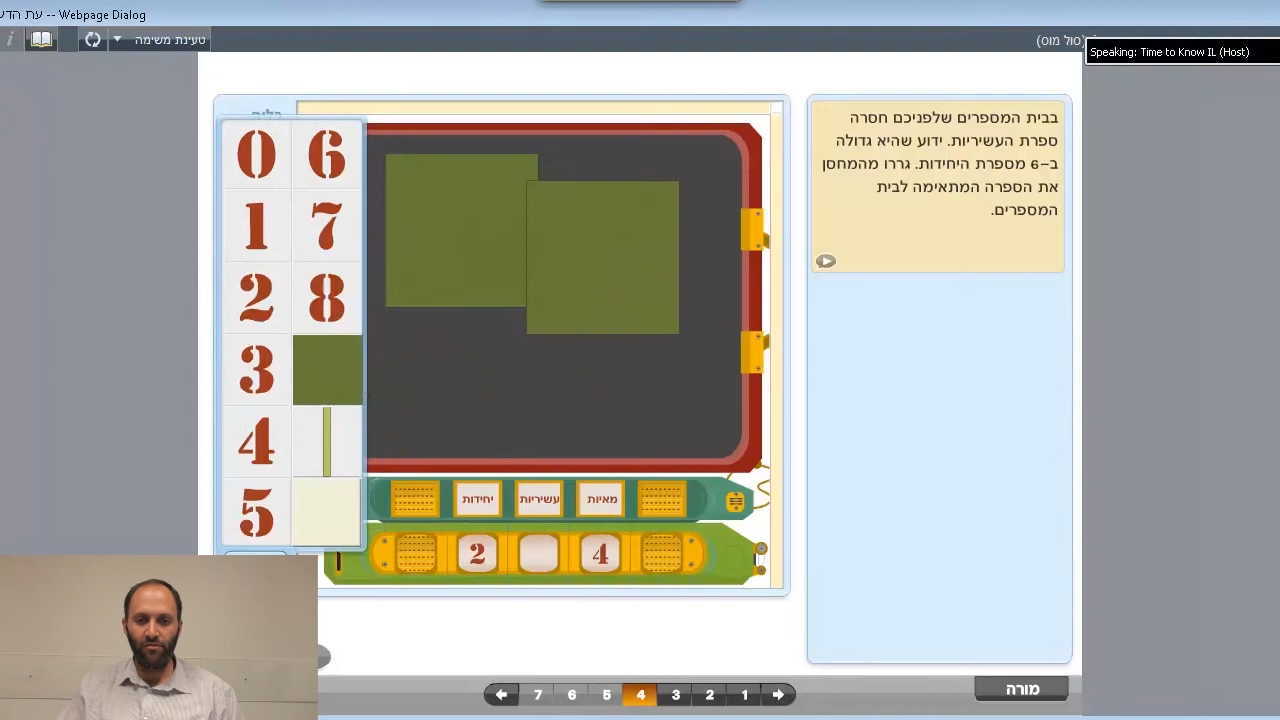 עת הדע -- Webpage Dialog
טעינת משימה
(סול מוס)
Speaking: Time to Know IL (Host)
בבית המספרים שלפניכם חסרה
ספרת העשיריות. ידוע שהיא גדולה
ב-6 מספרת היחידות. גררו מהמחסן
את הספרה המתאימה לבית
המספרים.
0 6
1 7
2 8
3
4
5
יחידות עשיריות מאיות
2 4
7 6 5 4 3 2 1
מורה